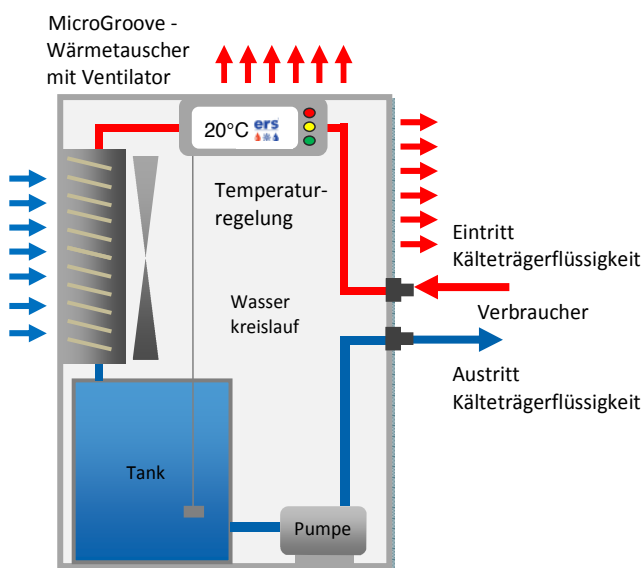 MicroGroove -
Wärmetauscher
mit Ventilator
20°C ers
Temperatur-
regelung
Eintritt
Kälteträgerflüssigkeit
Wasser
kreislauf
Verbraucher
Austritt
Kälteträgerflüssigkeit
Tank
Pumpe